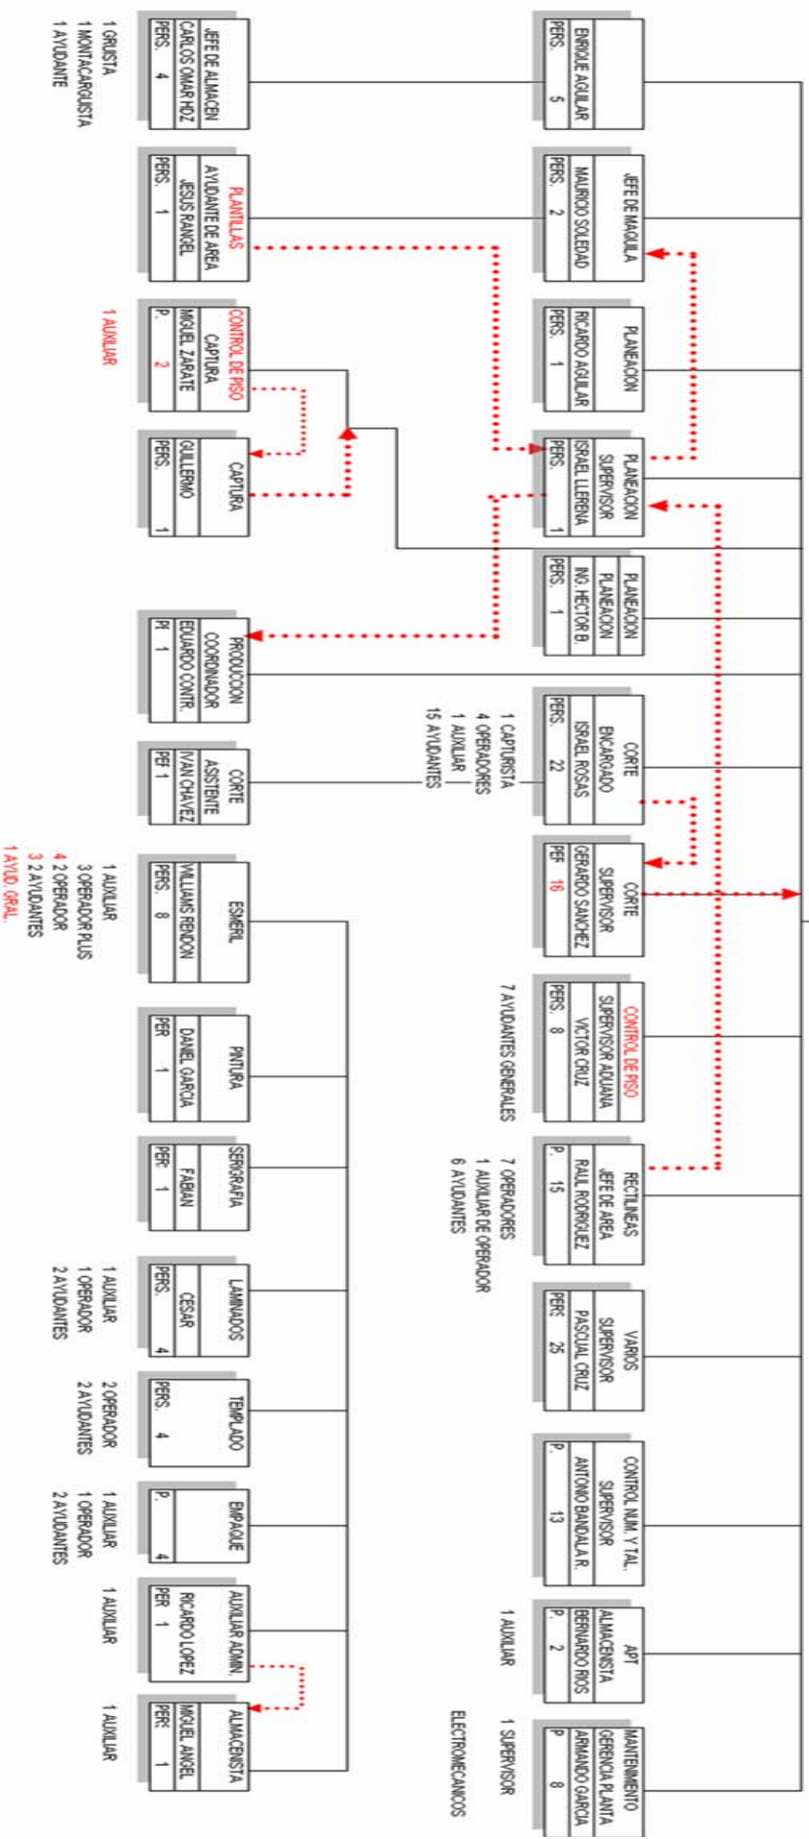 ENRIQUE AGUILAR
PERS. 5
JEFE DE MAQUILA
MAURICIO SOLEDAD
PERS. 2
PLANEACION
RICARDO AGUILAR
PERS. 1
PLANEACION
SUPERVISOR
ISRAEL LLERENA
PERS. 1
PLANEACION
PLANEACION
ING. HECTOR B.
PERS. 1
CORTE
ENCARGADO
ISRAEL ROSAS
PERS. 22
1 CAPTURISTA
4 OPERADORES
1 AUXILIAR
15 AYUDANTES
CORTE
SUPERVISOR
GERARDO SANCHEZ
PEF 16
CONTROL DE PISO
SUPERVISOR ADUANA
VICTOR CRUZ
PERS. 8
7 AYUDANTES GENERALES
RECTILINEAS
JEFE DE AREA
RAUL RODRIGUEZ
P. 15
7 OPERADORES
1 AUXILIAR DE OPERADOR
6 AYUDANTES
VARIOS
SUPERVISOR
PASCUAL CRUZ
PERS 25
CONTROL NUM. Y TAL.
SUPERVISOR
ANTONIO BANDALA R.
P. 13
APT
ALMACENISTA
BERNARDO RIOS
P. 2
1 AUXILIAR
MANTENIMIENTO
GERENCIA PLANTA
ARMANDO GARCIA
P 8
1 SUPERVISOR
ELECTROMECANICOS
JEFE DE ALMACEN
CARLOS OMAR HDZ
PERS. 4
1 GRUISTA
1 MONTACARGUISTA
1 AYUDANTE
PLANTILLAS
AYUDANTE DE AREA
JESUS RANGEL
PERS. 1
CONTROL DE PISO
CAPTURA
MIGUEL ZARATE
P. 2
1 AUXILIAR
CAPTURA
GUILLERMO
PERS. 1
PRODUCCION
COORDINADOR
EDUARDO CONTR.
PI 1
CORTE
ASISTENTE
IVAN CHAVEZ
PEF 1
ESMERIL
WILLIAMS RENDON
PERS. 8
1 AUXILIAR
3 OPERADOR PLUS
4 2 OPERADOR
3 2 AYUDANTES
1 AYUD. GRAL.
PINTURA
DANIEL GARCIA
PER 1
SERIGRAFIA
FABIAN
PER: 1
LAMINADOS
CESAR
PERS. 4
1 AUXILIAR
1 OPERADOR
2 AYUDANTES
TEMPLADO
PERS. 4
2 OPERADOR
2 AYUDANTES
EMPAQUE
P. 4
1 AUXILIAR
1 OPERADOR
2 AYUDANTES
AUXILIAR ADMIN.
RICARDO LOPEZ
PER 1
1 AUXILIAR
ALMACENISTA
MIGUEL ANGEL
PERS 1
1 AUXILIAR